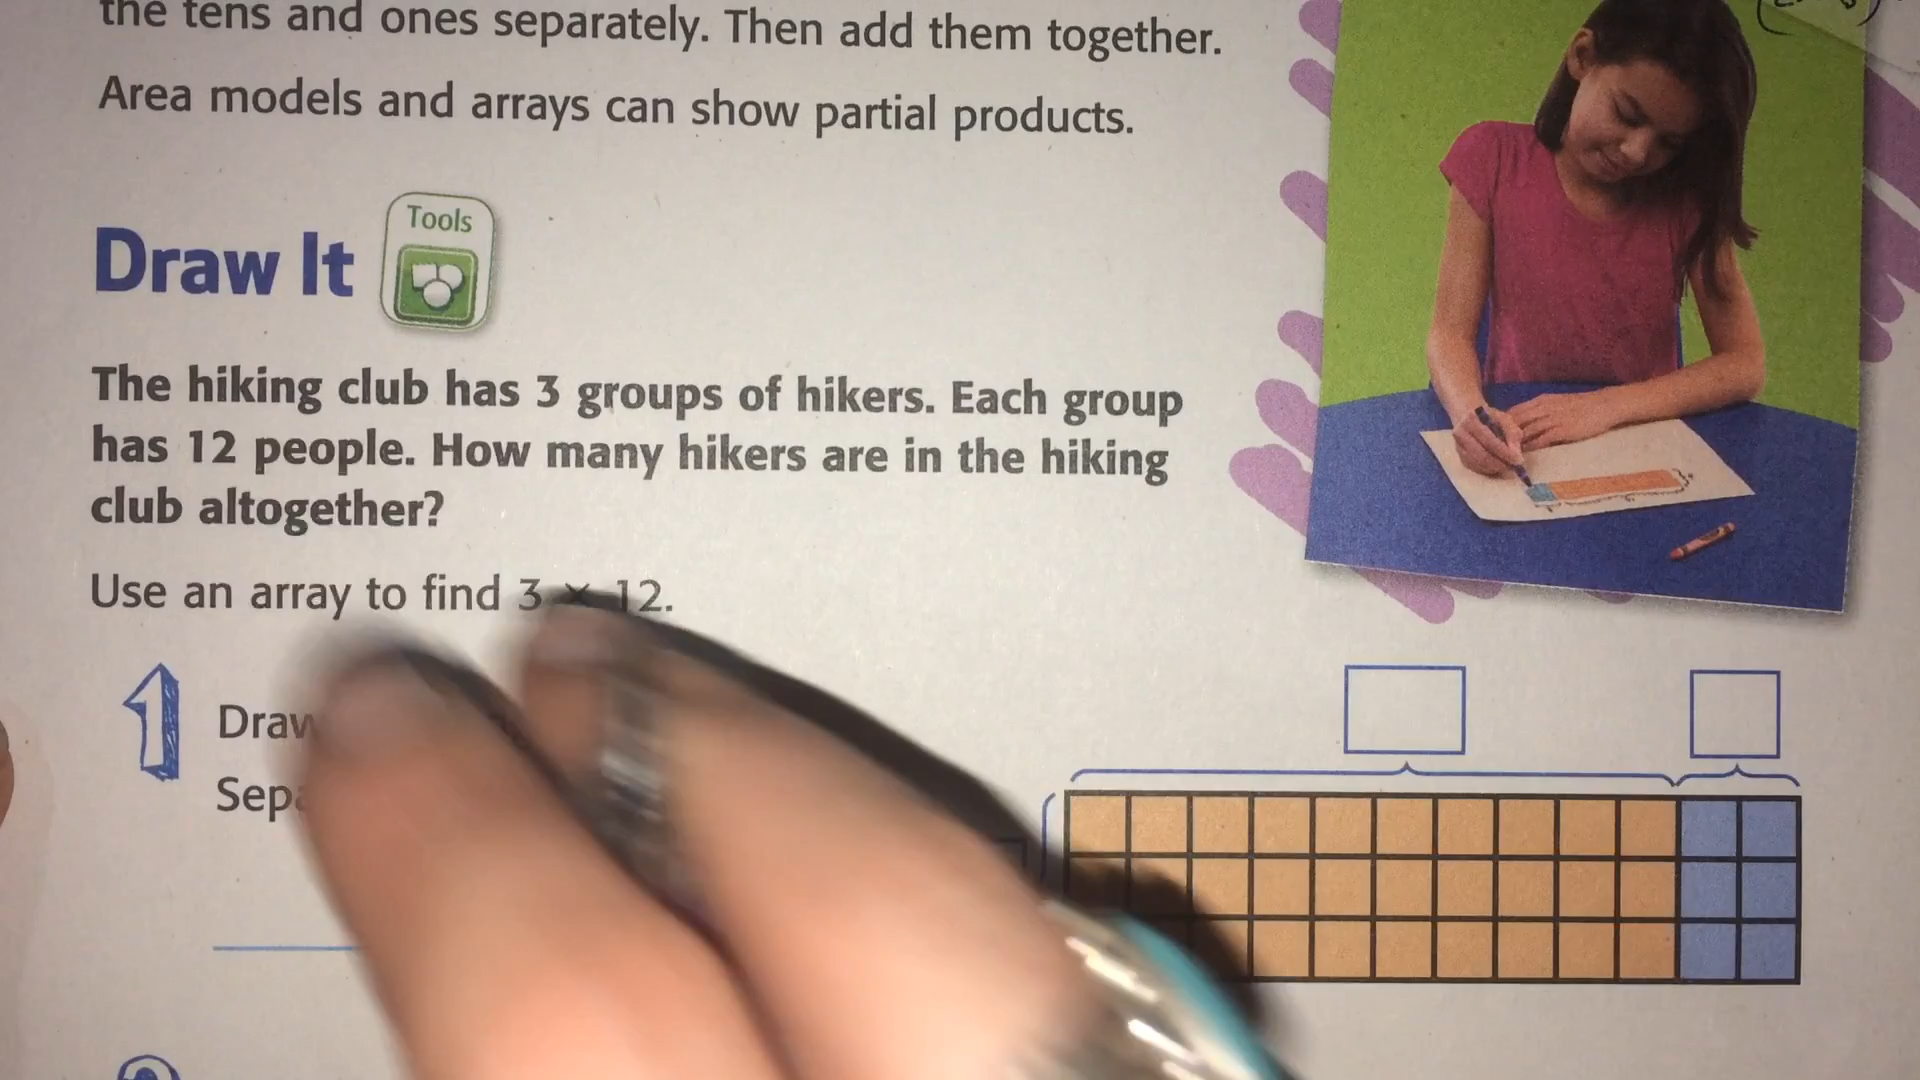 the tens and ones separately. Then add them together.
Area models and arrays can show partial products.
Draw It
Tools
The hiking club has 3 groups of hikers. Each group
has 12 people. How many hikers are in the hiking
club altogether?
Use an array to find 3 × 12.
1